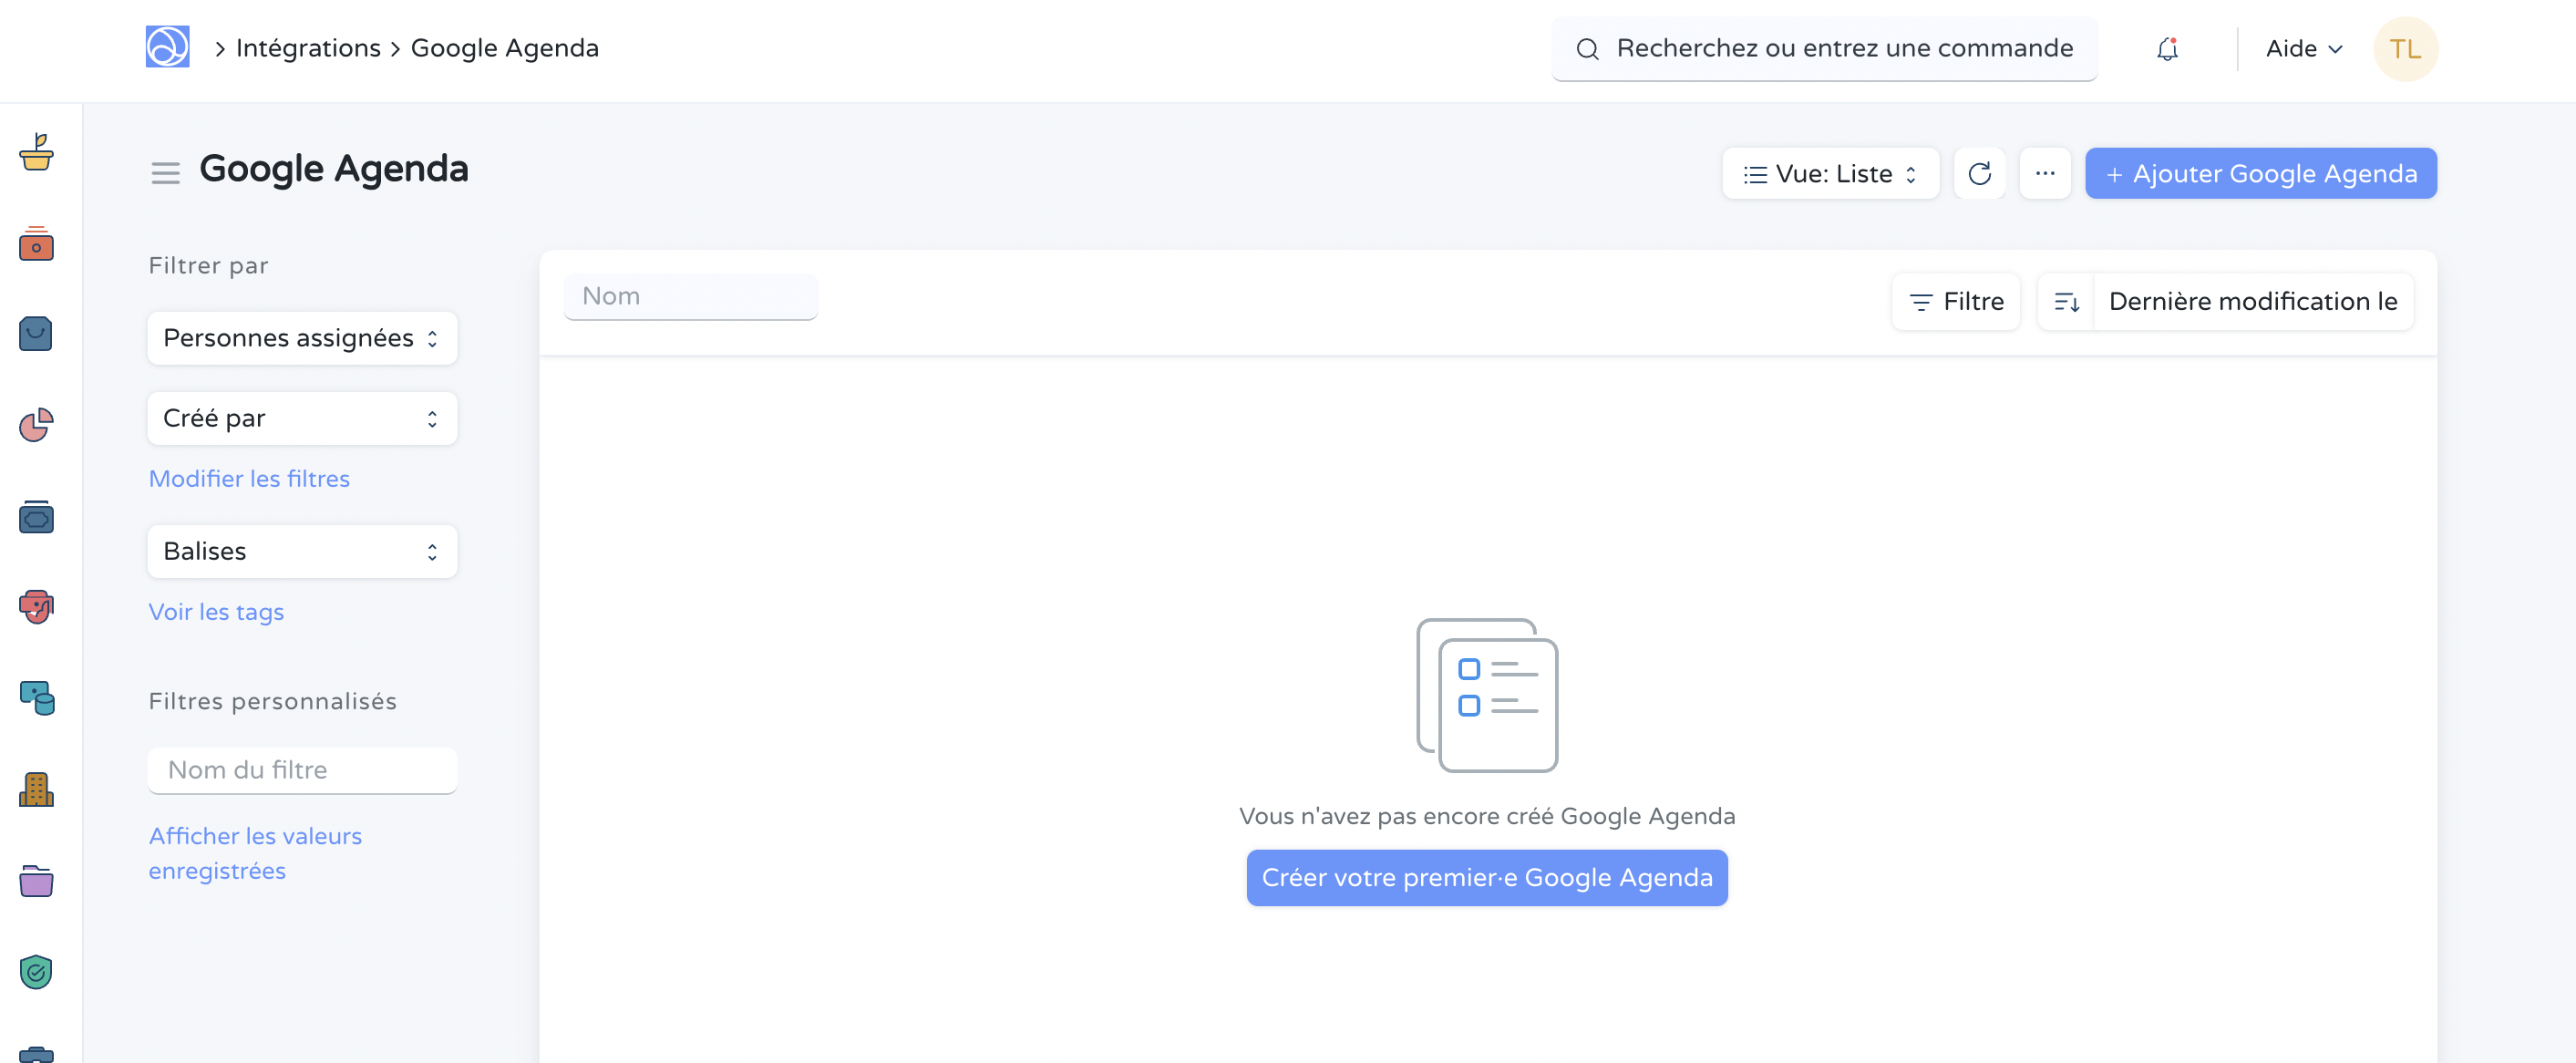 Intégrations
Google Agenda
Recherchez ou entrez une commande
Aide
TL
Google Agenda
Vue: Liste
+ Ajouter Google Agenda
Filtrer par
Personnes assignées
Créé par
Modifier les filtres
Balises
Voir les tags
Filtres personnalisés
Nom du filtre
Afficher les valeurs
enregistrées
Nom
Filtre
Dernière modification le
Vous n'avez pas encore créé Google Agenda
Créer votre premier·e Google Agenda